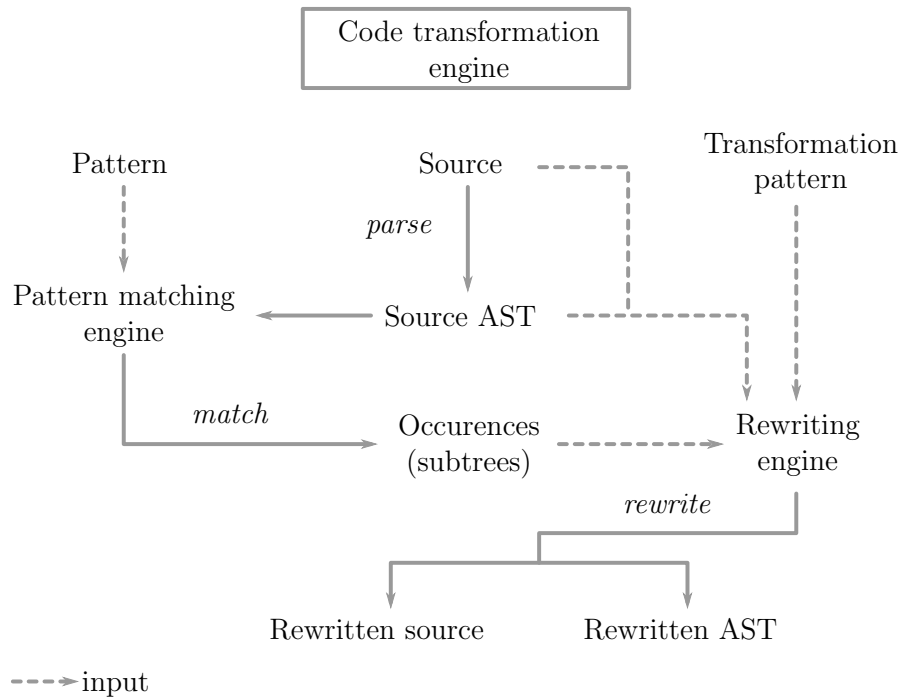 Code transformation
engine
Pattern
Source
Transformation
pattern
parse
Pattern matching
engine
Source AST
match
Occurences
(subtrees)
Rewriting
engine
rewrite
Rewritten source
Rewritten AST
input